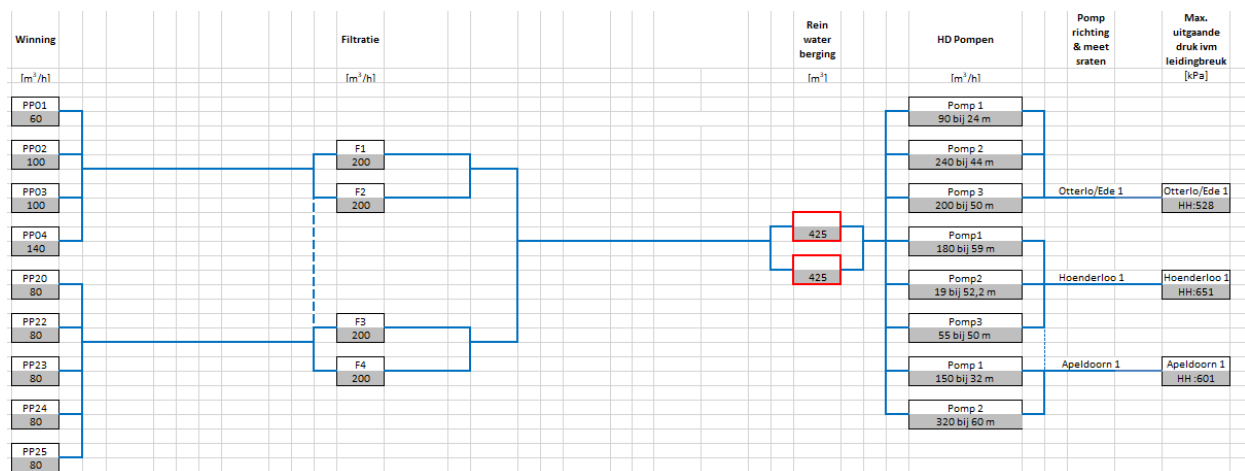 Winning
Filtratie
Rein
water
berging
HD Pompen
Pomp
richting
& meet
sraten
Max.
uitgaande
druk ivm
leidingbreuk
[m³/h]
[m³/h]
[m³]
[m³/h]
[kPa]
PP01
60
PP02
100
PP03
100
PP04
140
PP20
80
PP22
80
PP23
80
PP24
80
PP25
80
F1
200
F2
200
F3
200
F4
200
425
425
Pomp 1
90 bij 24 m
Pomp 2
240 bij 44 m
Pomp 3
200 bij 50 m
Pomp1
180 bij 59 m
Pomp2
19 bij 52,2 m
Pomp3
55 bij 50 m
Pomp 1
150 bij 32 m
Pomp 2
320 bij 60 m
Otterlo/Ede 1
Hoenderloo 1
Apeldoorn 1
Otterlo/Ede 1
HH:528
Hoenderloo 1
HH:651
Apeldoorn 1
HH :601